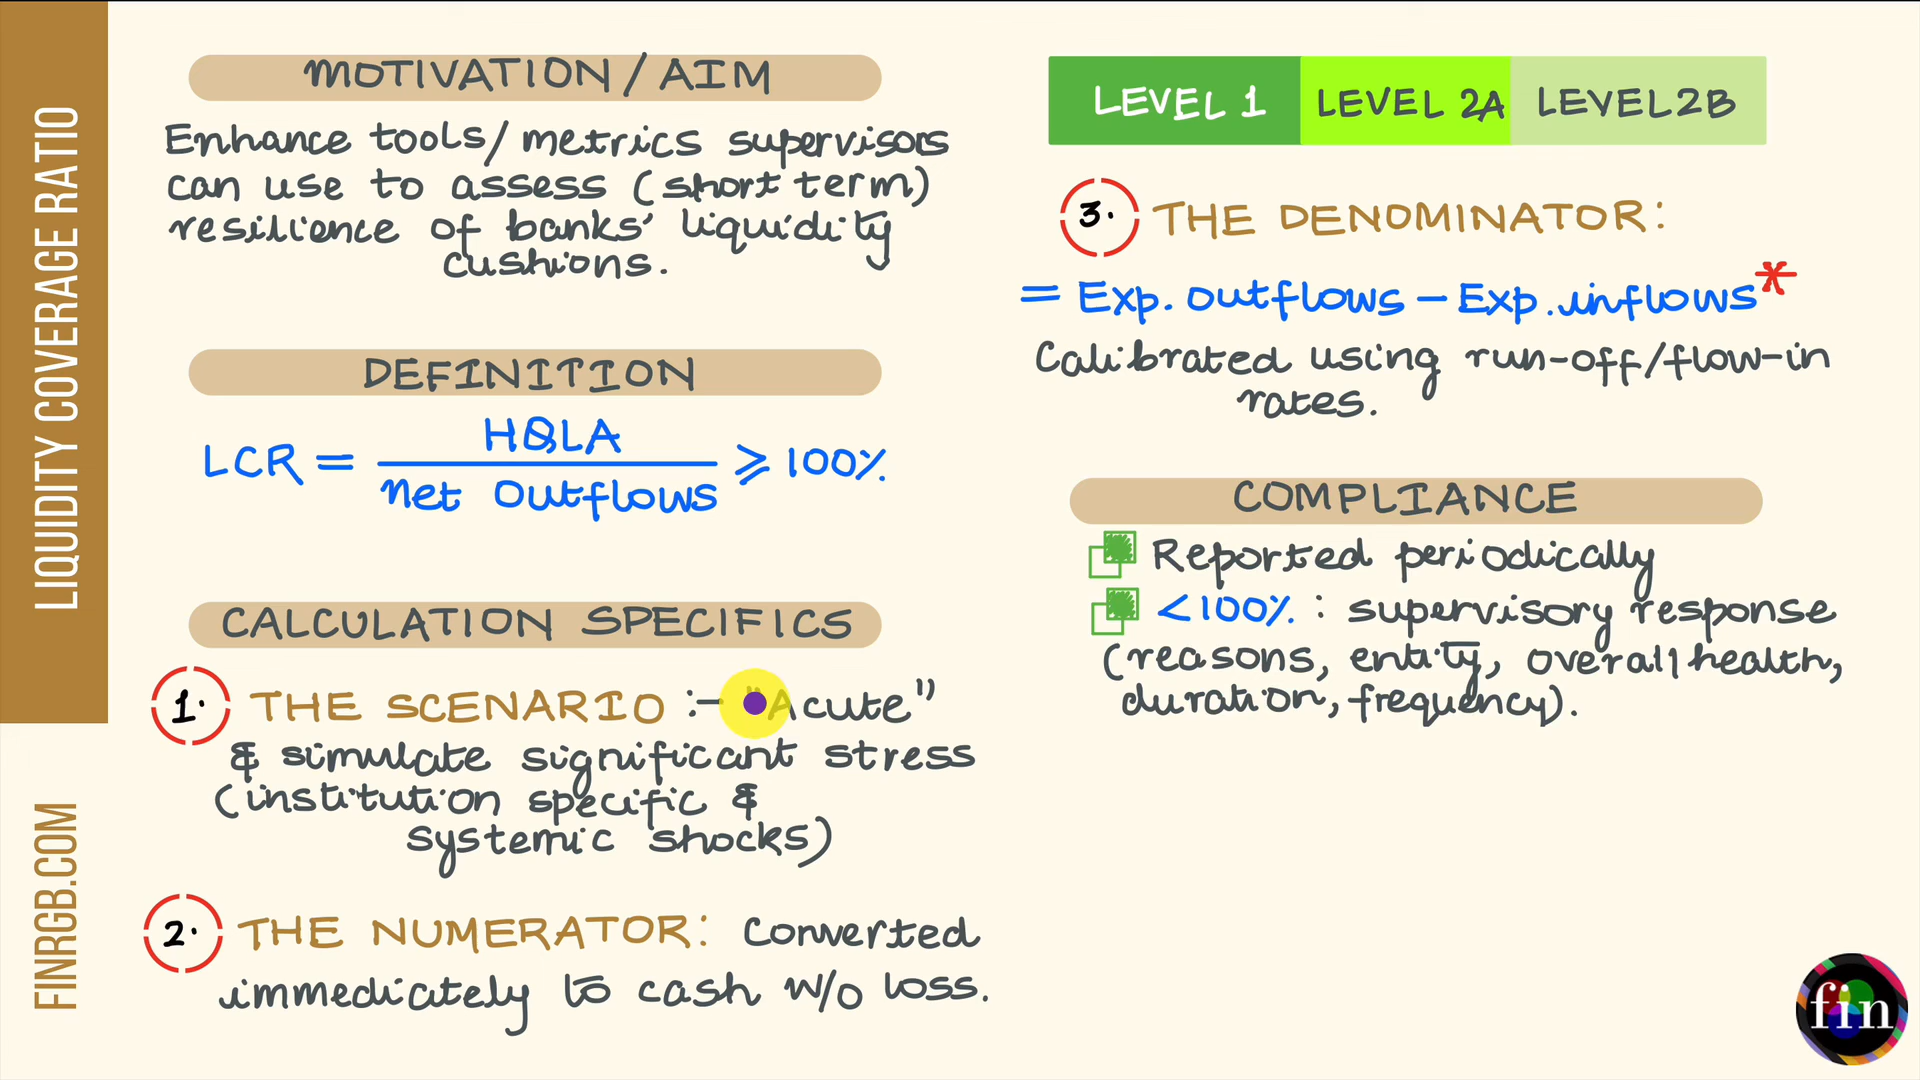 LIQUIDITY COVERAGE RATIO
FINRGB.COM
MOTIVATION / AIM
Enhance tools/metrics supervisors
can use to assess (short term)
resilience of banks' liquidity
cushions.
DEFINITION
LCR = HQLA / net outflows ⩾ 100%
CALCULATION SPECIFICS
1. THE SCENARIO :- "Acute"
& simulate significant stress
(institution specific &
systemic shocks)
2. THE NUMERATOR: Converted
immediately to cash w/o loss.
LEVEL 1 LEVEL 2A LEVEL 2B
3. THE DENOMINATOR:
= Exp. outflows – Exp. inflows*
Calibrated using run-off/flow-in
rates.
COMPLIANCE
Reported periodically
<100% : supervisory response
(reasons, entity, overall health,
duration, frequency).
fin